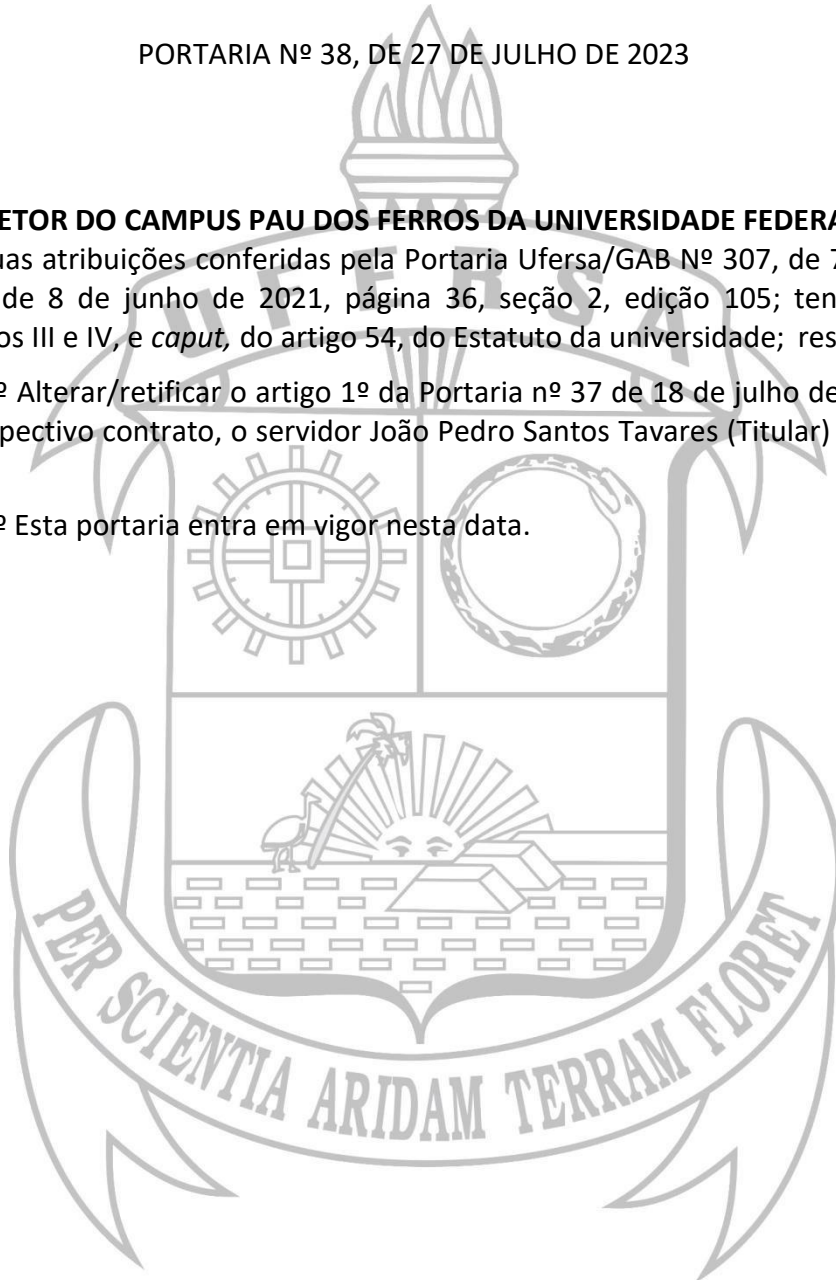 PORTARIA Nº 38, DE 27 DE JULHO DE 2023
ETOR DO CAMPUS PAU DOS FERROS DA UNIVERSIDADE FEDERA
uas atribuições conferidas pela Portaria Ufersa/GAB Nº 307, de 7
de 8 de junho de 2021, página 36, seção 2, edição 105; ten
os III e IV, e caput, do artigo 54, do Estatuto da universidade; res
º Alterar/retificar o artigo 1º da Portaria nº 37 de 18 de julho de
pectivo contrato, o servidor João Pedro Santos Tavares (Titular)
º Esta portaria entra em vigor nesta data.
UFERSA
PER SCIENTIA ARIDAM TERRAM FLORET